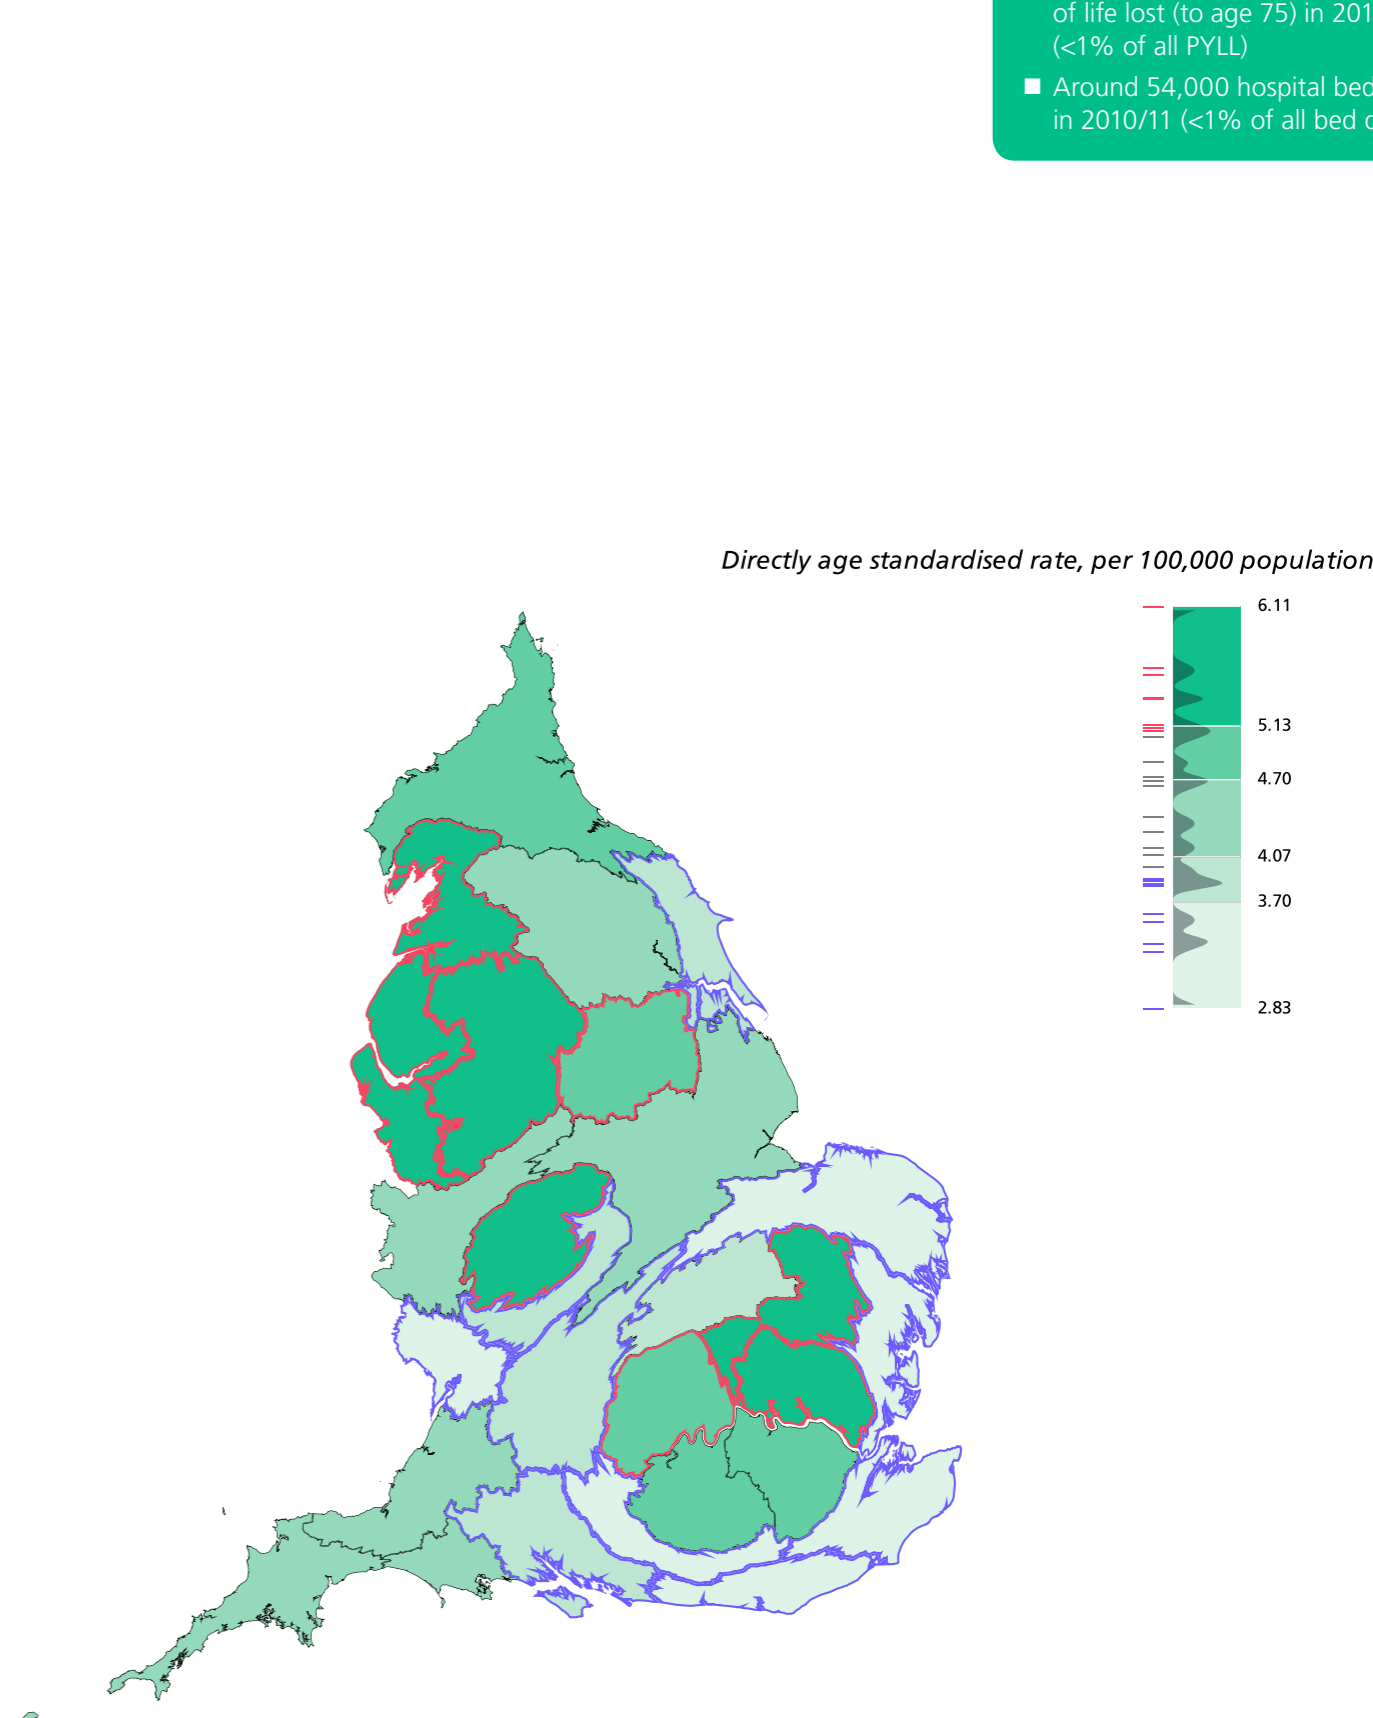 of life lost (to age 75) in 201
(<1% of all PYLL)
Around 54,000 hospital bed
in 2010/11 (<1% of all bed
Directly age standardised rate, per 100,000 population
6.11
5.13
4.70
4.07
3.70
2.83